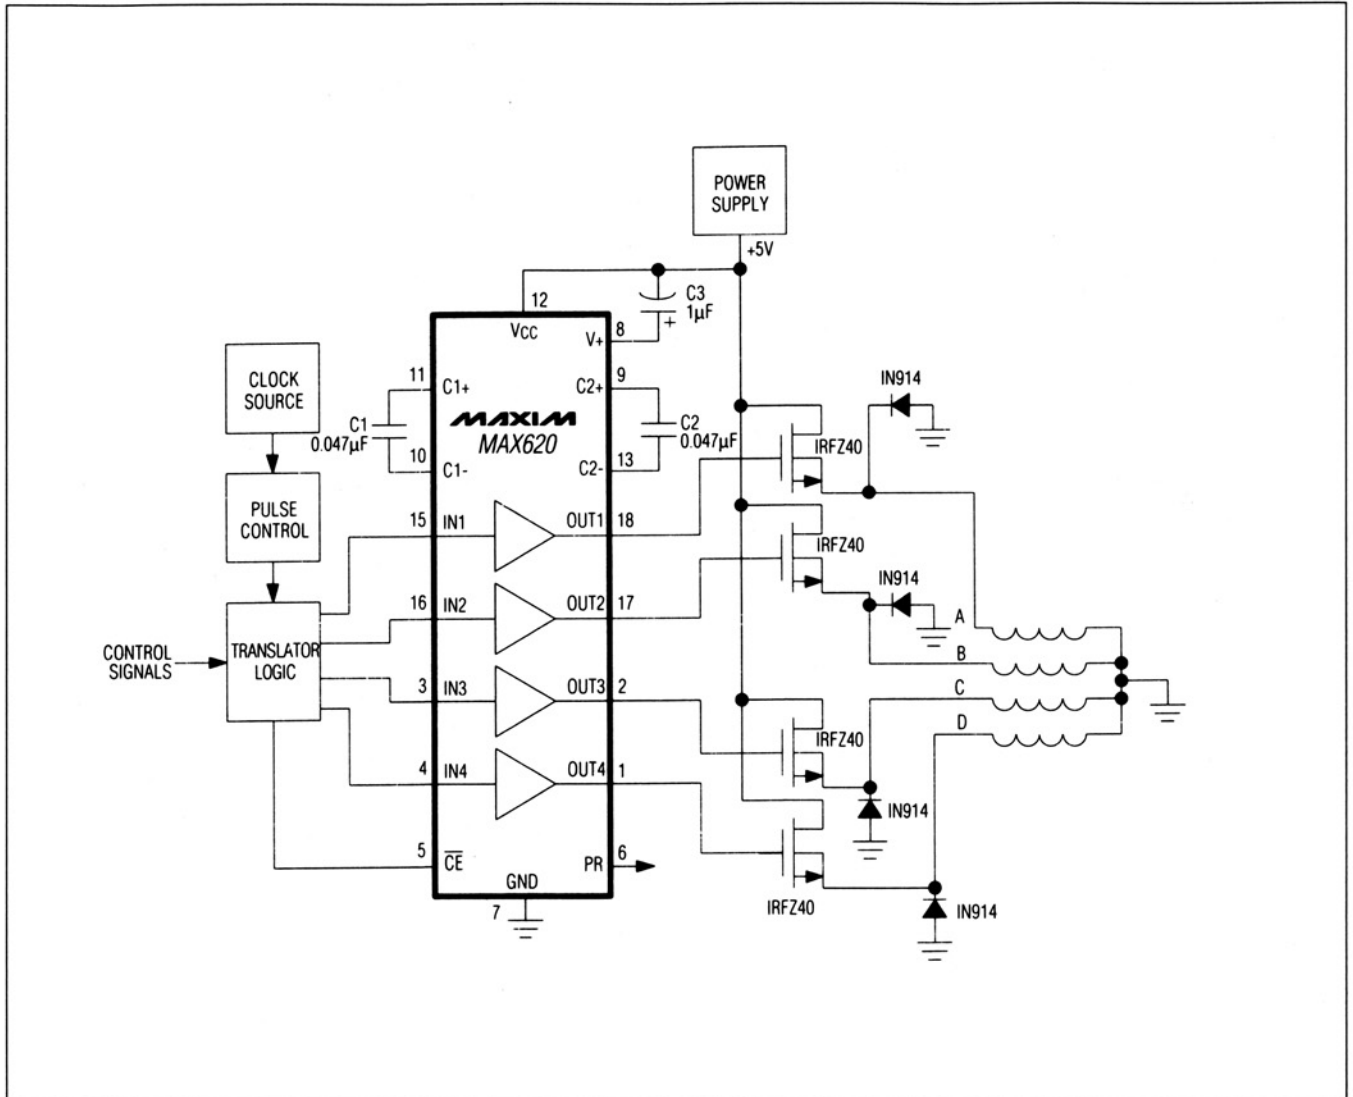 POWER
SUPPLY
+5V
12
VCC
C3
1µF
+
8
V+
CLOCK
SOURCE
11
C1+
C2+
9
IN914
C1
0.047µF
MAXIM
MAX620
C2
0.047µF
10
C1-
C2-
13
IRFZ40
PULSE
CONTROL
15
IN1
OUT1
18
IRFZ40
IN914
16
IN2
OUT2
17
A
CONTROL
SIGNALS
TRANSLATOR
LOGIC
B
3
IN3
OUT3
2
C
D
IRFZ40
4
IN4
OUT4
1
IN914
5
CE
PR
6
GND
7
IRFZ40
IN914